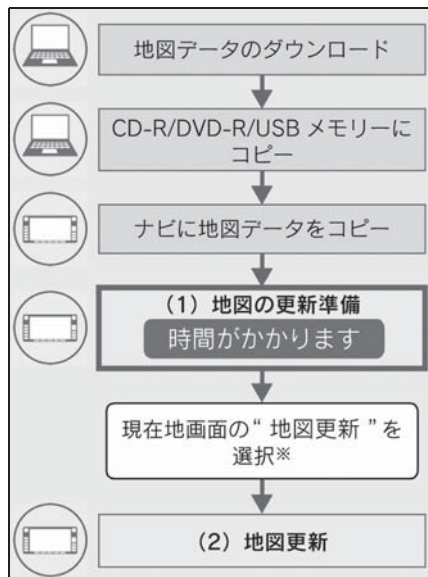 地図データのダウンロード
CD-R/DVD-R/USB メモリーに
コピー
ナビに地図データをコピー
（1）地図の更新準備
時間がかかります
現在地画面の“ 地図更新 ”を
選択※
（2）地図更新